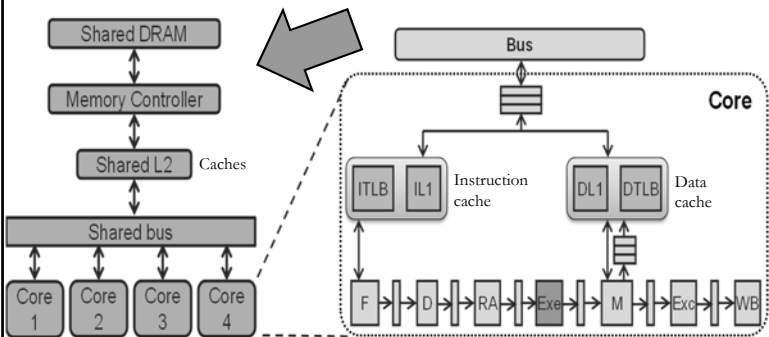 Shared DRAM
Memory Controller
Shared L2
Caches
Shared bus
Core
1
Core
2
Core
3
Core
4
Bus
Core
ITLB
IL1
Instruction
cache
DL1
DTLB
Data
cache
F
D
RA
Exe
M
Exc
WB